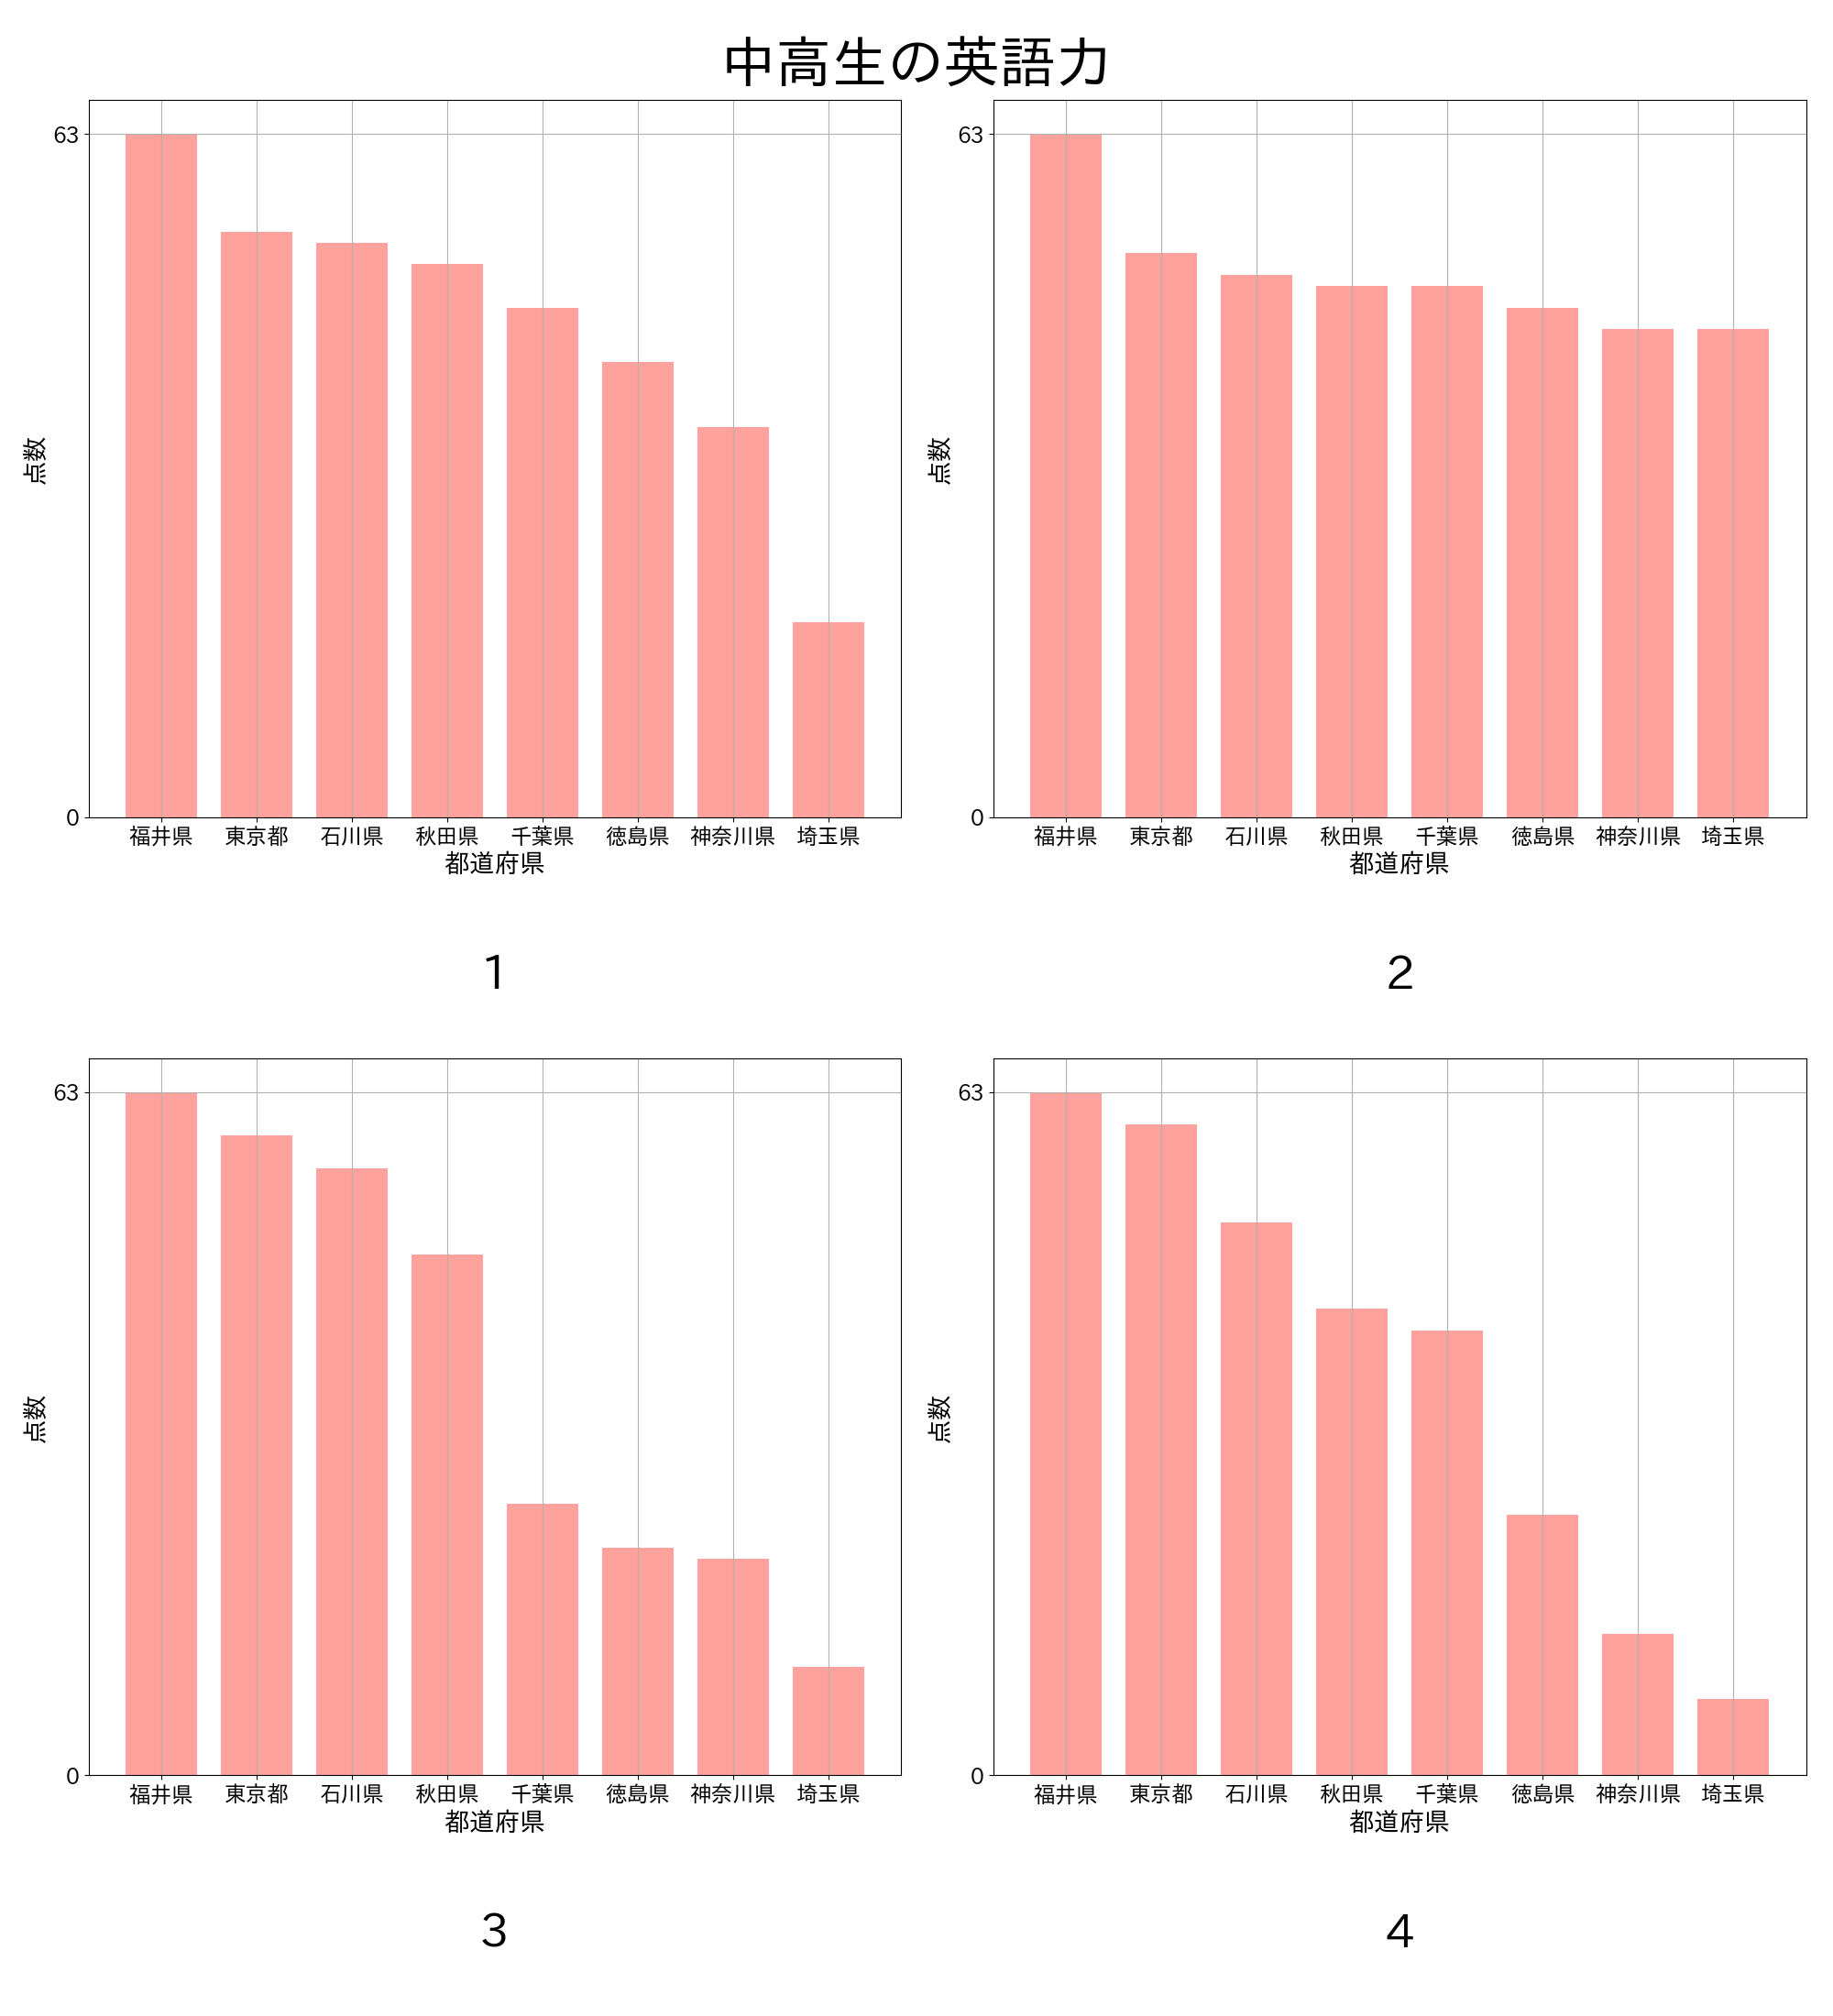 中高生の英語力
63
0
点数
福井県 東京都 石川県 秋田県 千葉県 徳島県 神奈川県 埼玉県
都道府県
1
63
0
点数
福井県 東京都 石川県 秋田県 千葉県 徳島県 神奈川県 埼玉県
都道府県
2
63
0
点数
福井県 東京都 石川県 秋田県 千葉県 徳島県 神奈川県 埼玉県
都道府県
3
63
0
点数
福井県 東京都 石川県 秋田県 千葉県 徳島県 神奈川県 埼玉県
都道府県
4